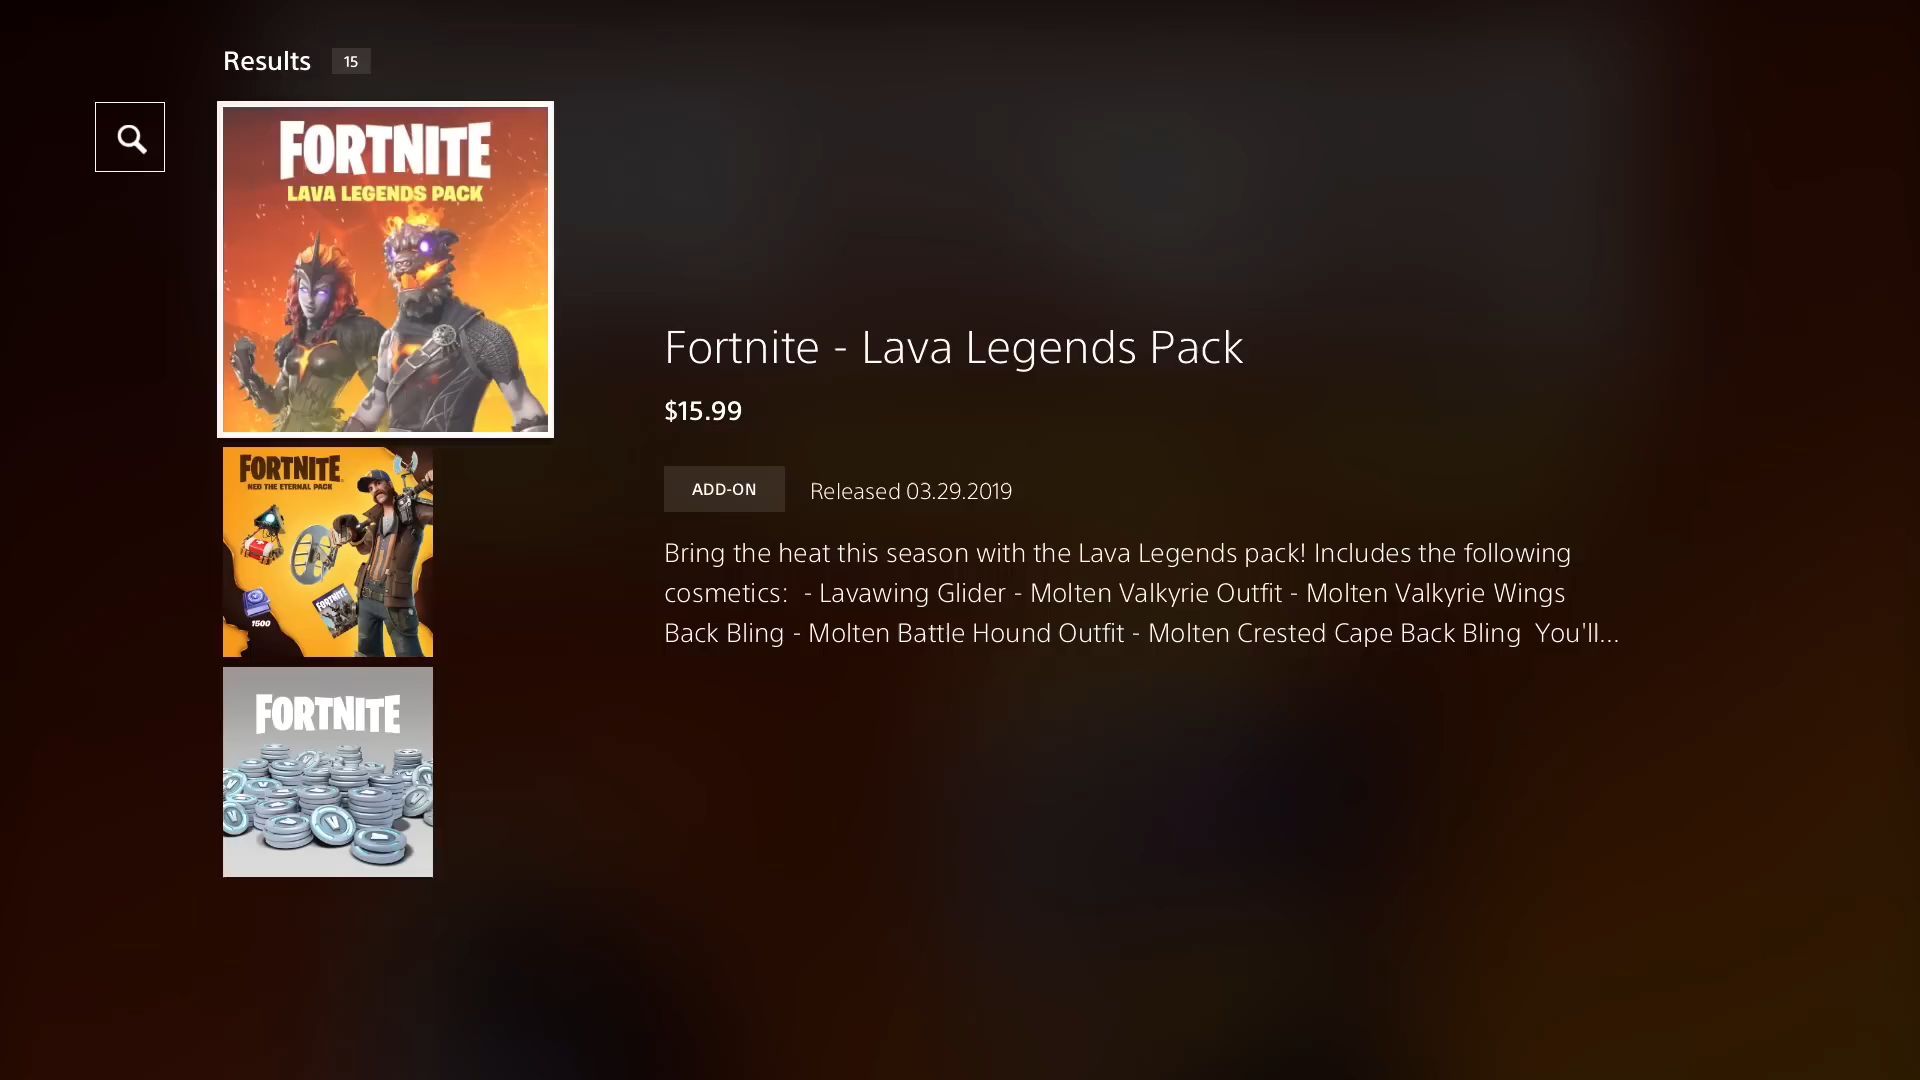 Results 15
FORTNITE
LAVA LEGENDS PACK
Fortnite - Lava Legends Pack
$15.99
FORTNITE
NED THE ETERNAL PACK
1500
FORTNITE
ADD-ON Released 03.29.2019
Bring the heat this season with the Lava Legends pack! Includes the following
cosmetics:  - Lavawing Glider - Molten Valkyrie Outfit - Molten Valkyrie Wings
Back Bling - Molten Battle Hound Outfit - Molten Crested Cape Back Bling  You'll...
FORTNITE